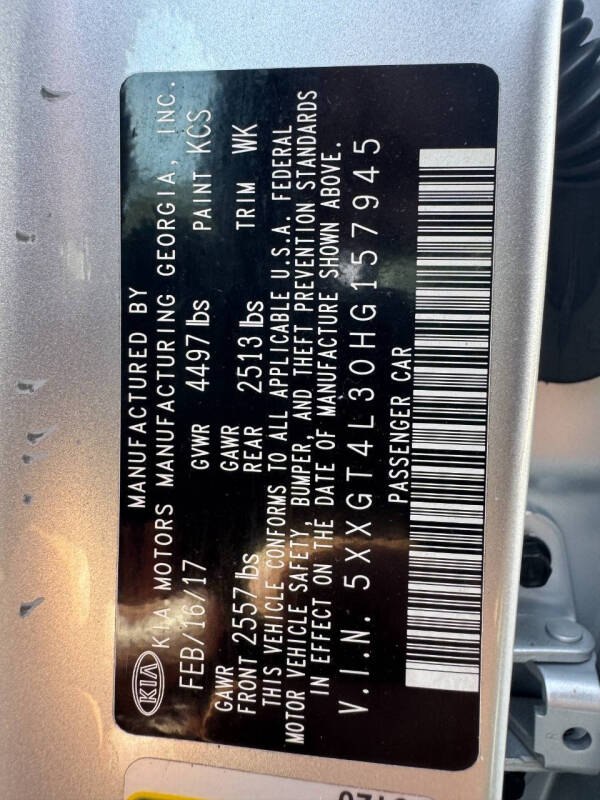 MANUFACTURED BY
KIA KIA MOTORS MANUFACTURING GEORGIA, INC.
FEB/16/17 GVWR 4497 lbs PAINT KCS
GAWR FRONT 2557 lbs GAWR REAR 2513 lbs TRIM WK
THIS VEHICLE CONFORMS TO ALL APPLICABLE U.S.A. FEDERAL
MOTOR VEHICLE SAFETY, BUMPER, AND THEFT PREVENTION STANDARDS
IN EFFECT ON THE DATE OF MANUFACTURE SHOWN ABOVE.
V.I.N. 5XXGT4L30HG157945
PASSENGER CAR